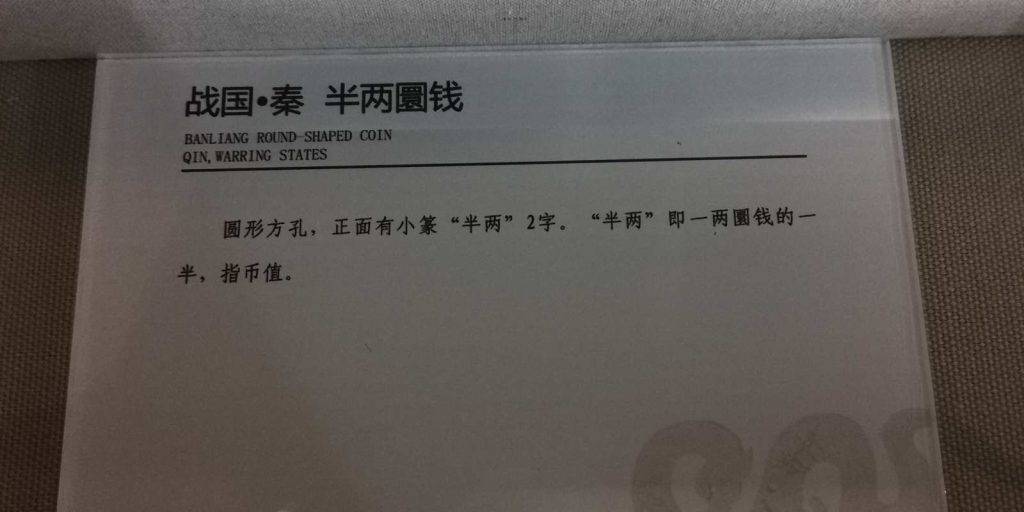 战国·秦 半两圜钱
BANLIANG ROUND-SHAPED COIN
QIN, WARRING STATES
圆形方孔，正面有小篆“半两”2字。“半两”即一两圜钱的一
半，指币值。